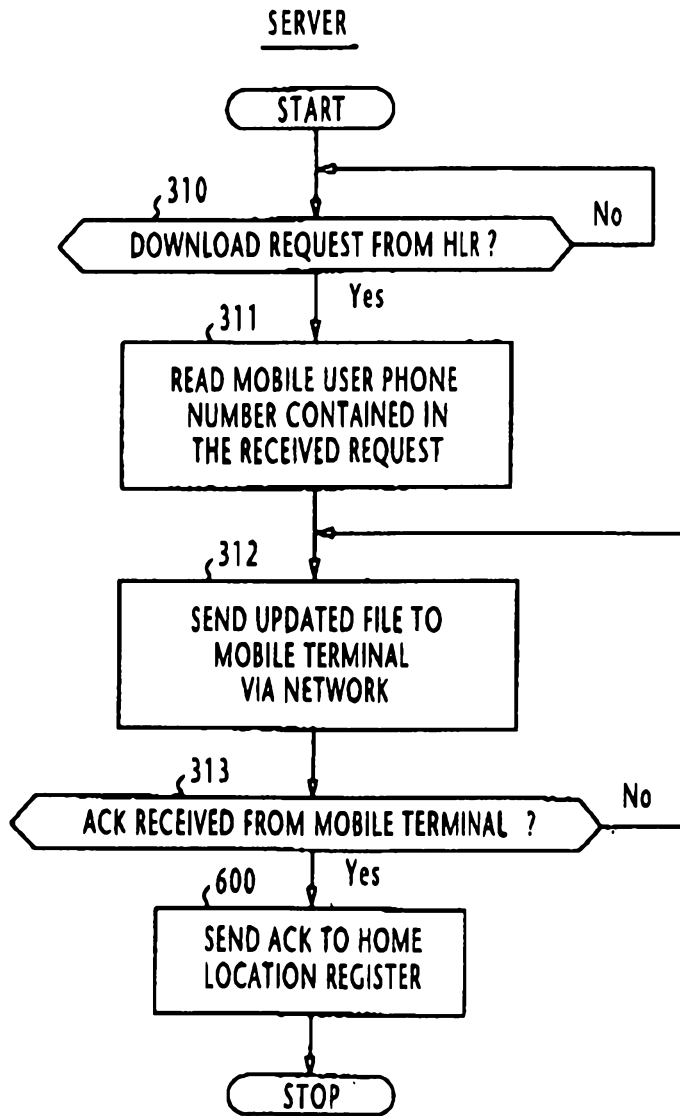 SERVER
START
310
DOWNLOAD REQUEST FROM HLR ?
No
Yes
311
READ MOBILE USER PHONE
NUMBER CONTAINED IN
THE RECEIVED REQUEST
312
SEND UPDATED FILE TO
MOBILE TERMINAL
VIA NETWORK
313
ACK RECEIVED FROM MOBILE TERMINAL ?
No
Yes
600
SEND ACK TO HOME
LOCATION REGISTER
STOP